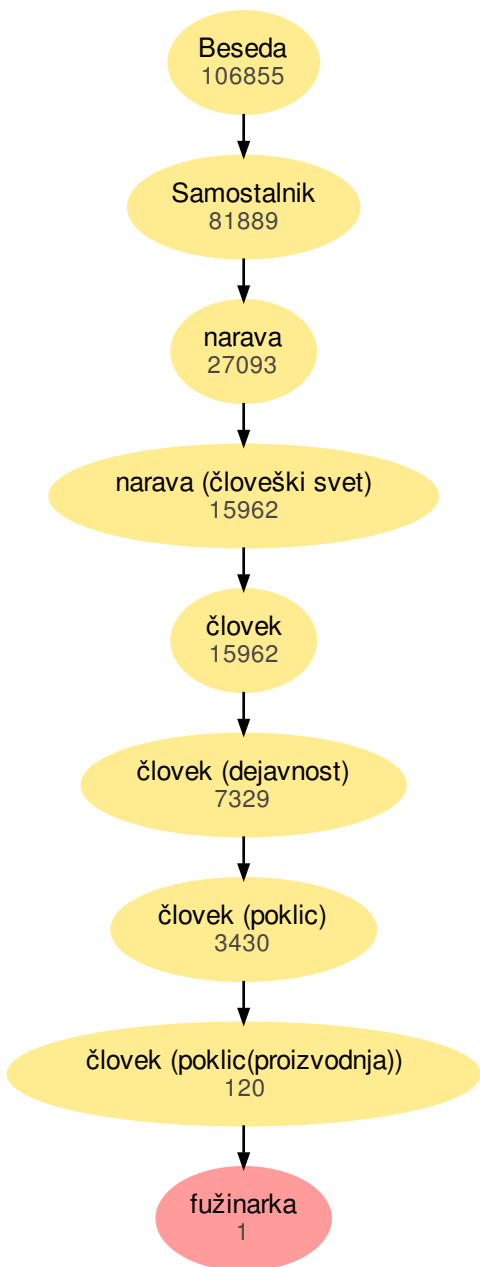 Beseda
106855
Samostalnik
81889
narava
27093
narava (človeški svet)
15962
človek
15962
človek (dejavnost)
7329
človek (poklic)
3430
človek (poklic(proizvodnja))
120
fužinarka
1